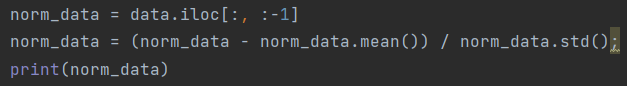 norm_data = data.iloc[:, :-1]
norm_data = (norm_data - norm_data.mean()) / norm_data.std();
print(norm_data)